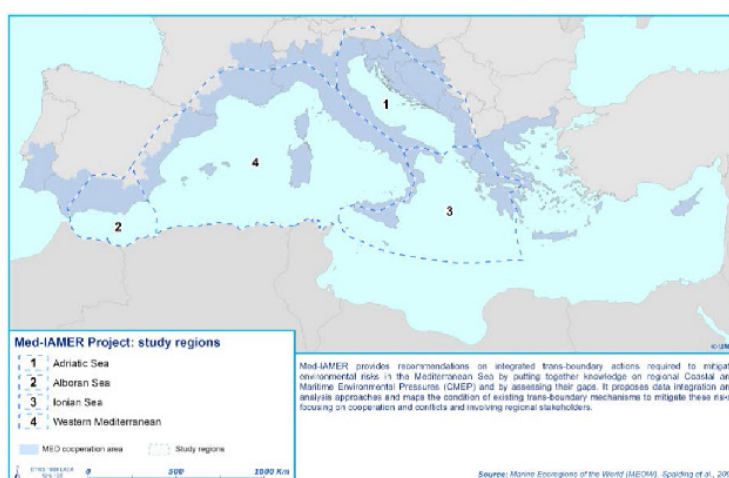 1
4
2
3
Med-IAMER Project: study regions
1 Adriatic Sea
2 Alboran Sea
3 Ionian Sea
4 Western Mediterranean
MED cooperation area Study regions
0 500 1000 Km
Med-IAMER provides recommendations on integrated trans-boundary actions required to mitigat
environmental risks in the Mediterranean Sea by putting together knowledge on regional Coastal an
Maritime Environmental Pressures (CMEP) and by assessing their gaps. It proposes data integration an
analysis approaches and maps the condition of existing trans-boundary mechanisms to mitigate these risk
focusing on cooperation and conflicts and involving regional stakeholders.
Source: Marine Ecoregions of the World (MEOW). Spalding et al., 200